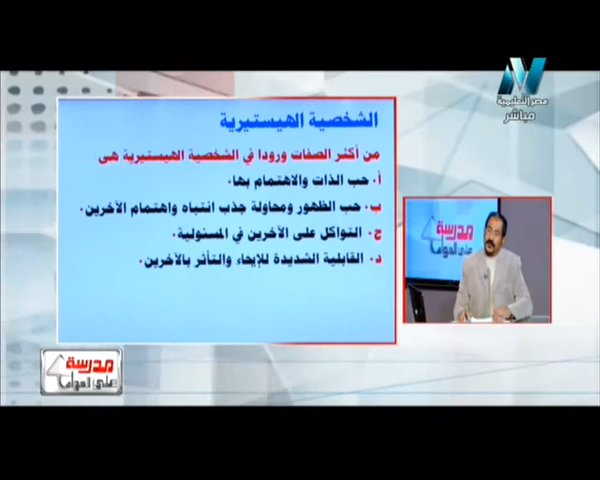 مصر التعليمية
مباشر
الشخصية الهيستيرية
من أكثر الصفات ورودا في الشخصية الهيستيرية هى
أ- حب الذات والاهتمام بها.
ب- حب الظهور ومحاولة جذب انتباه واهتمام الآخرين.
ج- التواكل على الآخرين في المسئولية
د- القابلية الشديدة للإيحاء والتأثر بالآخرين.
مدرسة
على الهواء
مدرسة
على الهواء